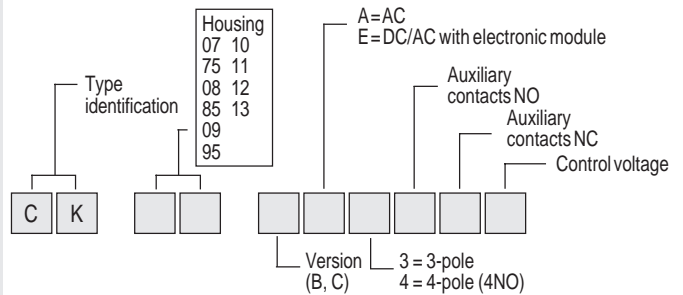 Housing
07 10
75 11
08 12
85 13
09
95
A=AC
E=DC/AC with electronic module
Type
identification
Auxiliary
contacts NO
Auxiliary
contacts NC
Control voltage
C K
Version
(B, C)
3 = 3-pole
4 = 4-pole (4NO)